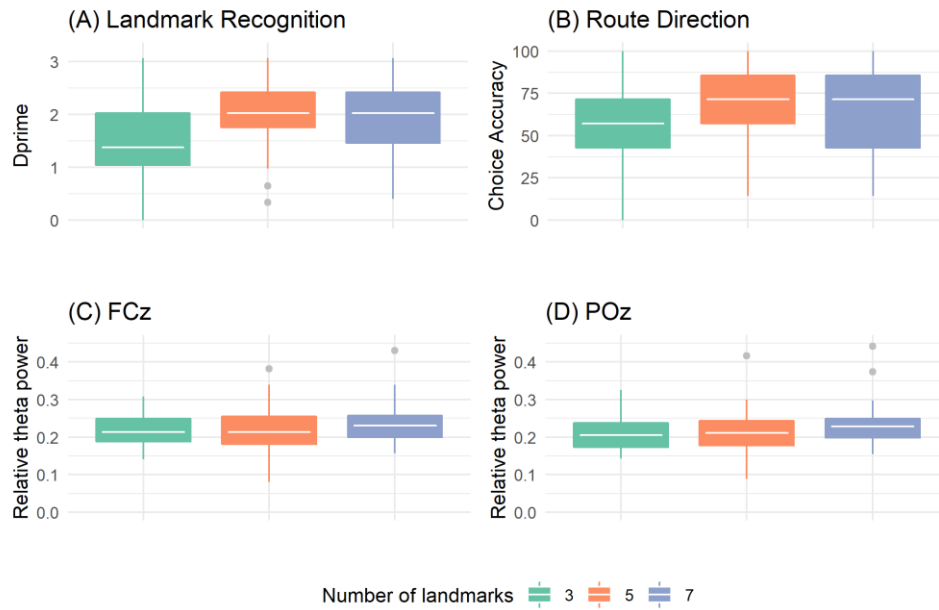 (A) Landmark Recognition
Dprime
3
2
1
0
(B) Route Direction
Choice Accuracy
100
75
50
25
0
(C) FCz
Relative theta power
0.4
0.3
0.2
0.1
0.0
(D) POz
Relative theta power
0.4
0.3
0.2
0.1
0.0
Number of landmarks 3 5 7